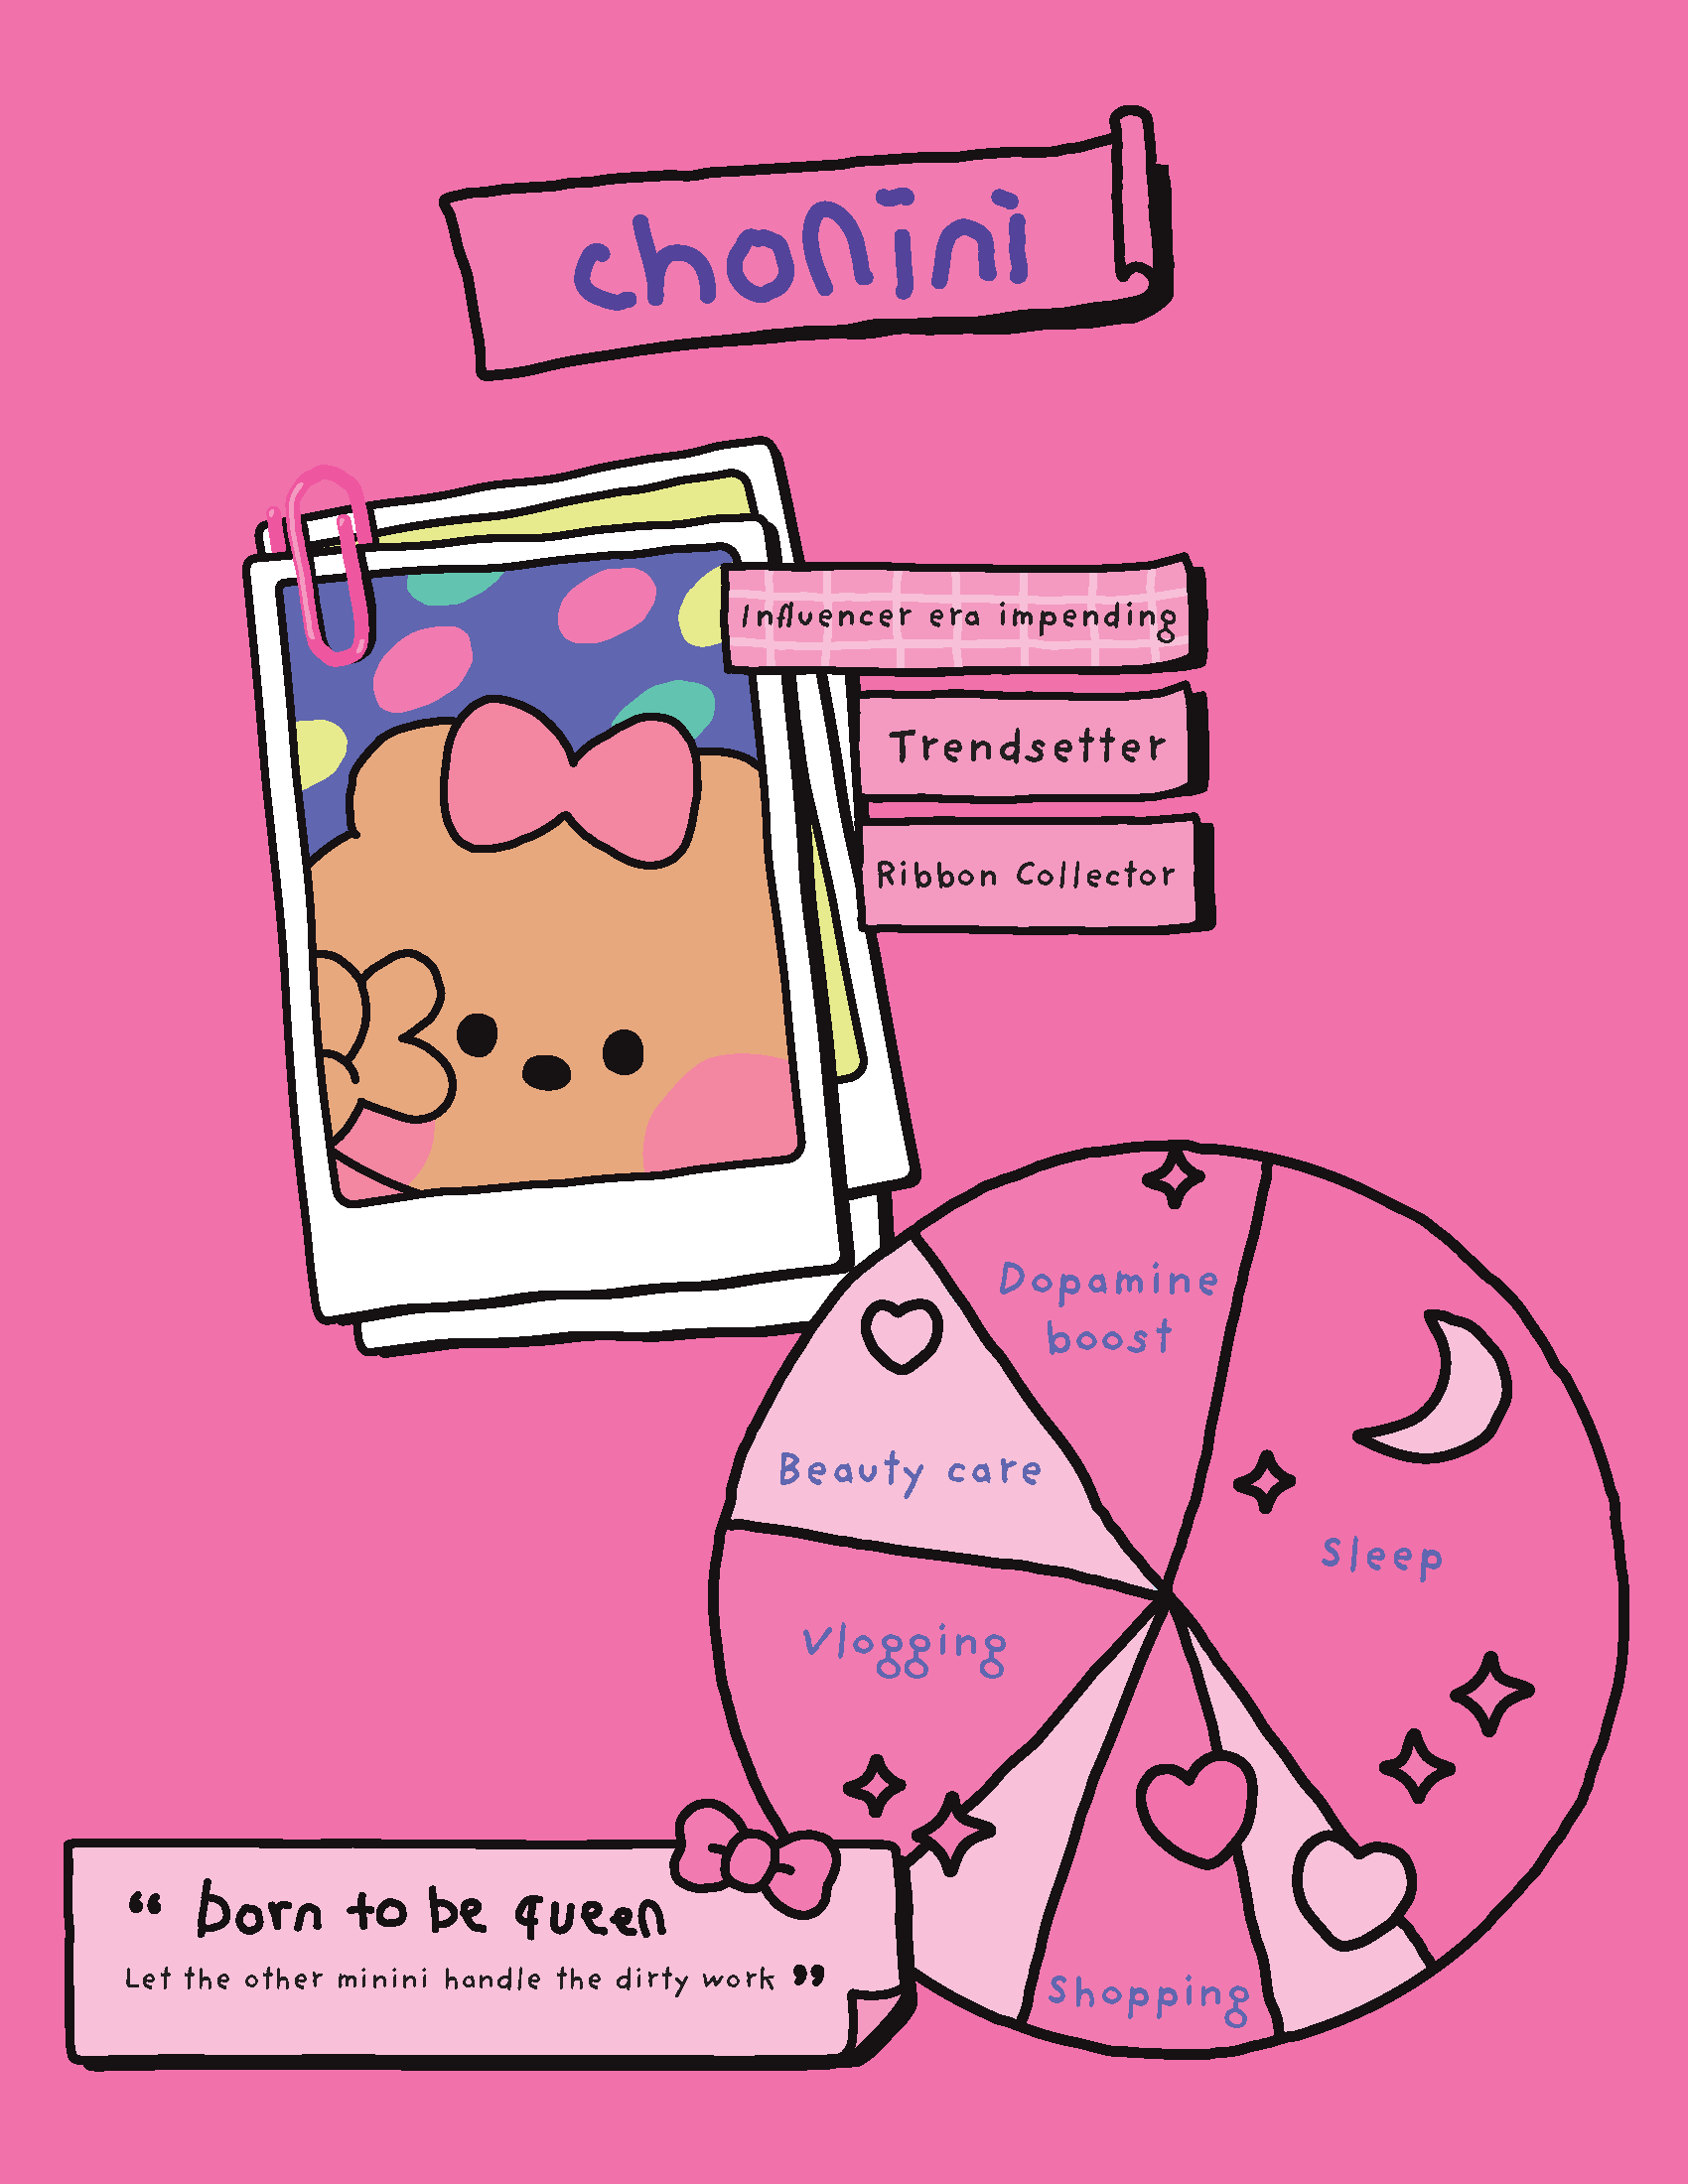 chonini
Influencer era impending
Trendsetter
Ribbon Collector
Dopamine
boost
Beauty care
Sleep
Vlogging
Shopping
“ born to be queen
Let the other minini handle the dirty work ”